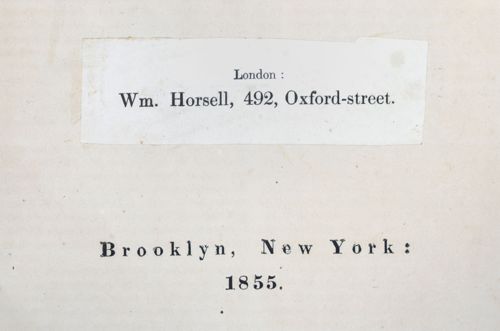 London :
Wm. Horsell, 492, Oxford-street.
Brooklyn, New York:
1855.